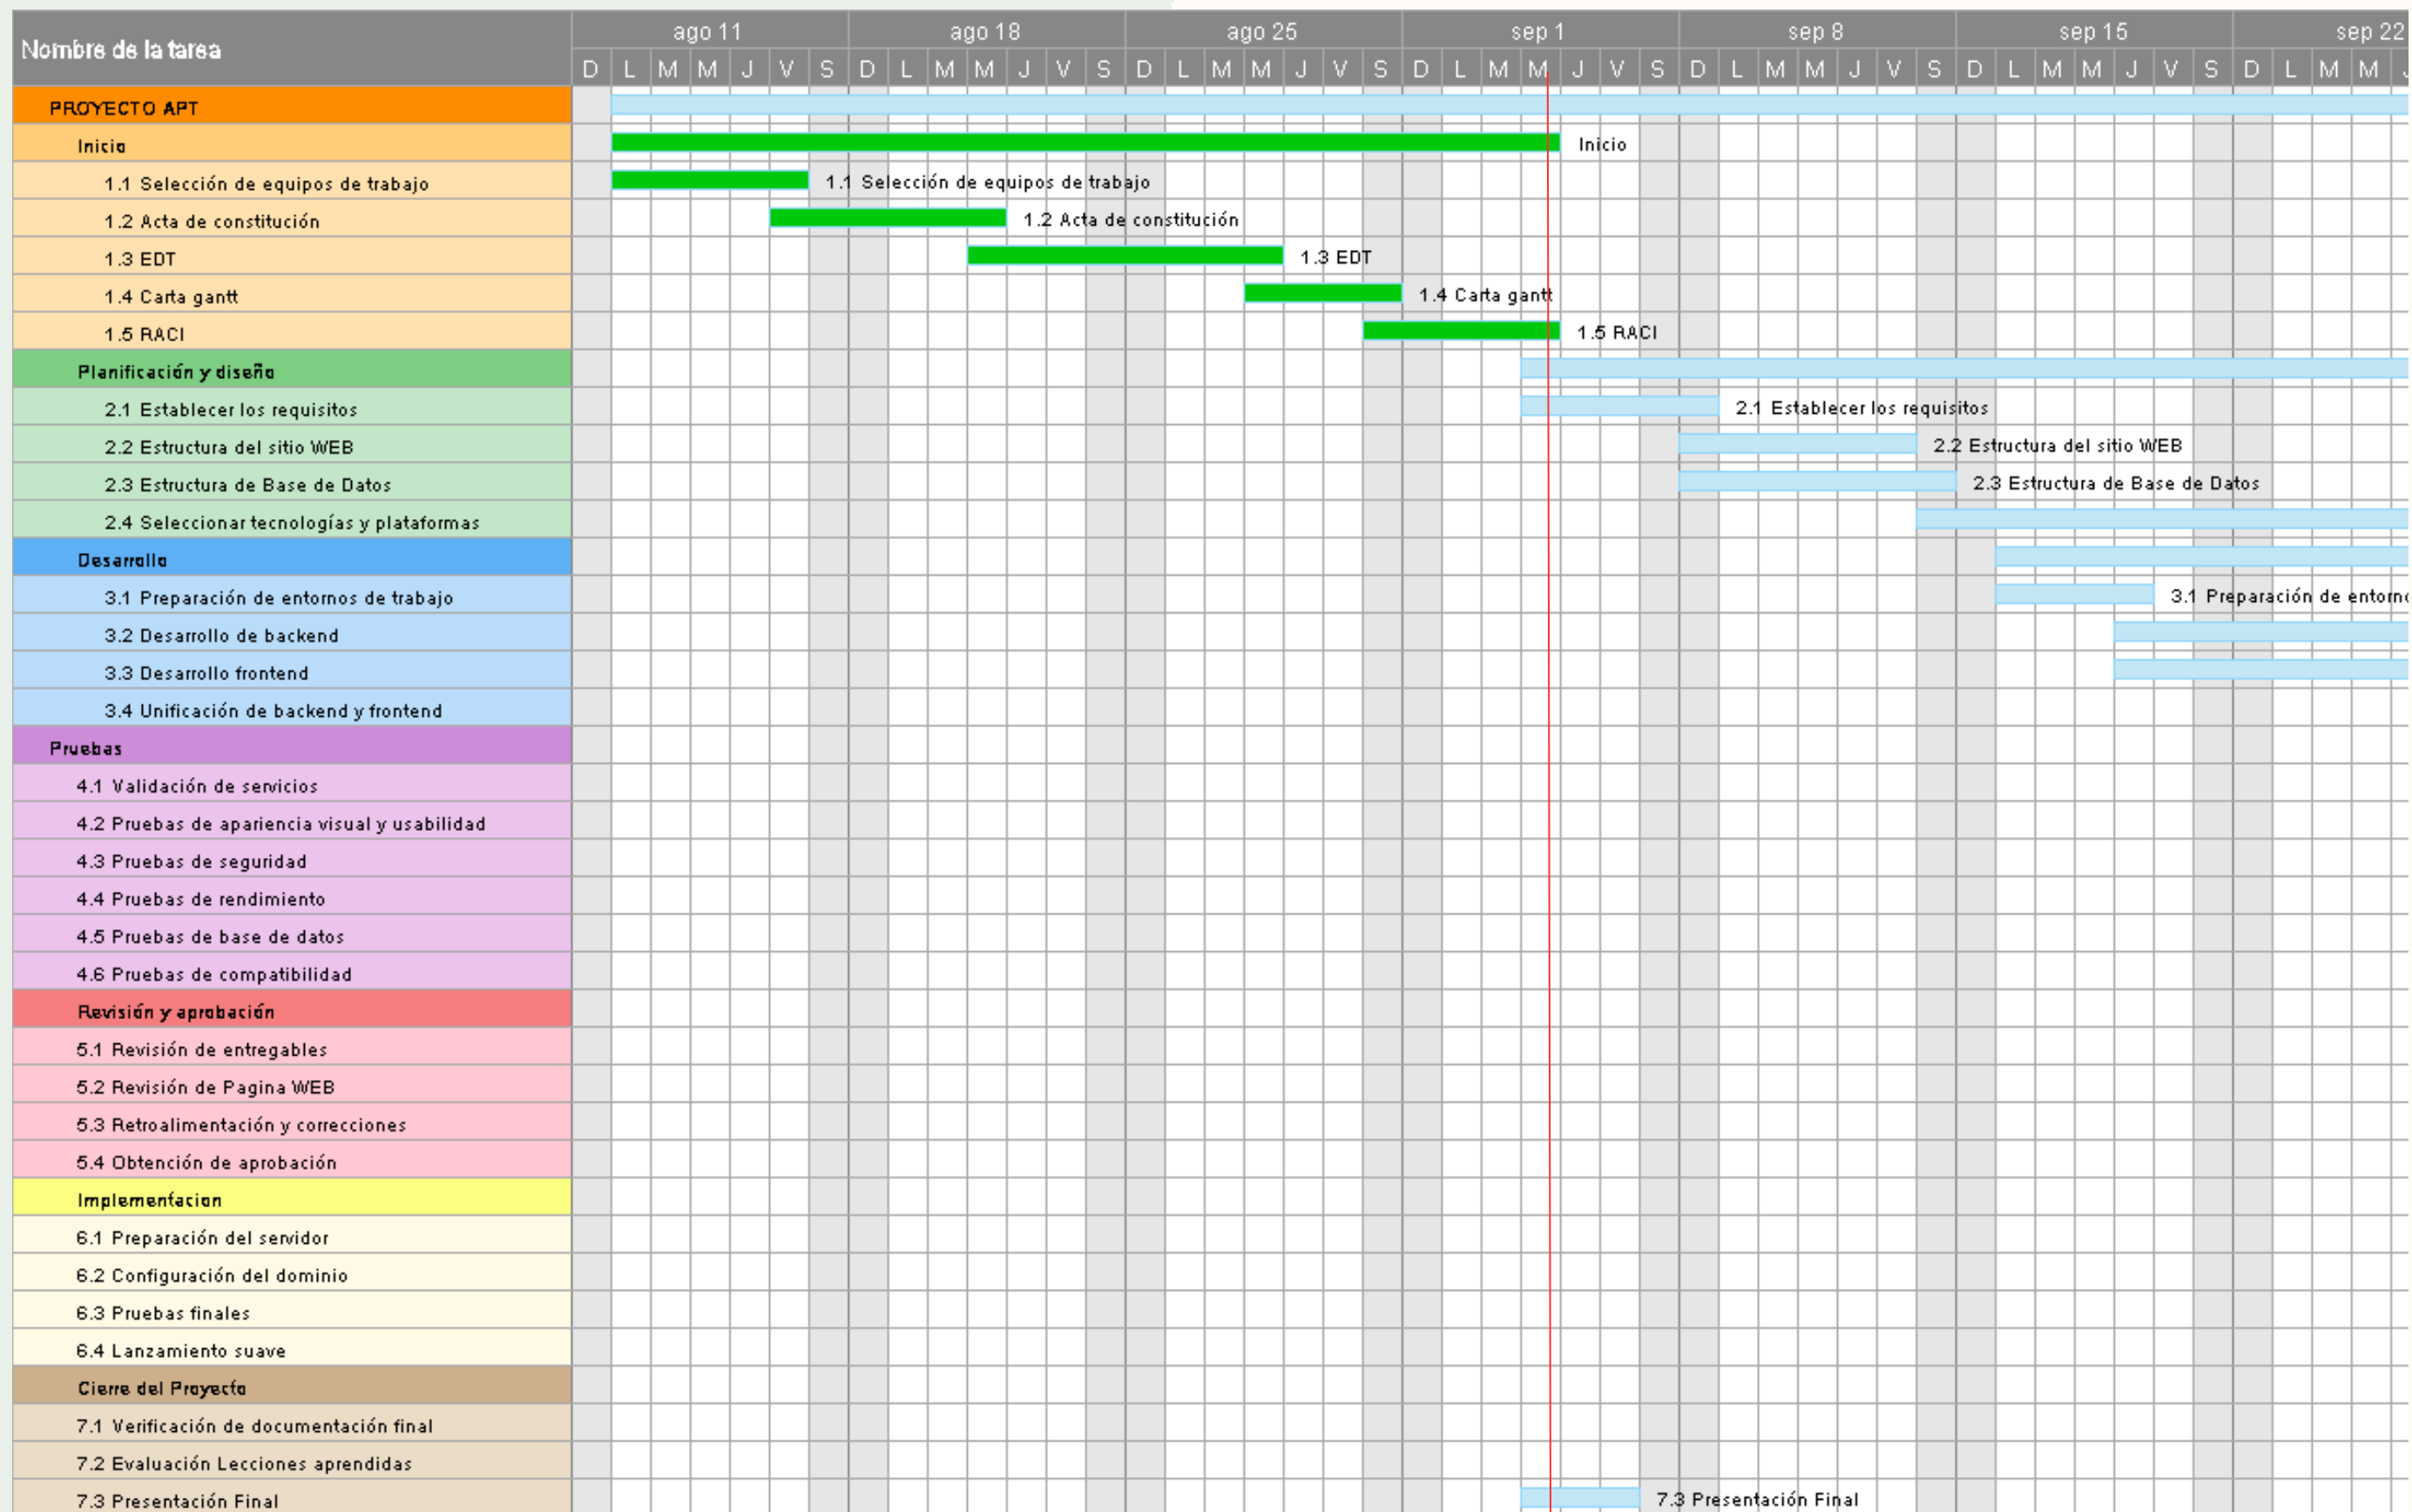 Nombre de la tarea
ago 11 ago 18 ago 25 sep 1 sep 8 sep 15 sep 22
D L M M J V S D L M M J V S D L M M J V S D L M M J V S D L M M J V S D L M M J V S D L M M J
PROYECTO APT
Inicio Inicio
1.1 Selección de equipos de trabajo 1.1 Selección de equipos de trabajo
1.2 Acta de constitución 1.2 Acta de constitución
1.3 EDT 1.3 EDT
1.4 Carta gantt 1.4 Carta gantt
1.5 RACI 1.5 RACI
Planificación y diseño
2.1 Establecer los requisitos 2.1 Establecer los requisitos
2.2 Estructura del sitio WEB 2.2 Estructura del sitio WEB
2.3 Estructura de Base de Datos 2.3 Estructura de Base de Datos
2.4 Seleccionar tecnologías y plataformas
Desarrollo
3.1 Preparación de entornos de trabajo 3.1 Preparación de entorno
3.2 Desarrollo de backend
3.3 Desarrollo frontend
3.4 Unificación de backend y frontend
Pruebas
4.1 Validación de servicios
4.2 Pruebas de apariencia visual y usabilidad
4.3 Pruebas de seguridad
4.4 Pruebas de rendimiento
4.5 Pruebas de base de datos
4.6 Pruebas de compatibilidad
Revisión y aprobación
5.1 Revisión de entregables
5.2 Revisión de Pagina WEB
5.3 Retroalimentación y correcciones
5.4 Obtención de aprobación
Implementacion
6.1 Preparación del servidor
6.2 Configuración del dominio
6.3 Pruebas finales
6.4 Lanzamiento suave
Cierre del Proyecto
7.1 Verificación de documentación final
7.2 Evaluación Lecciones aprendidas
7.3 Presentación Final 7.3 Presentación Final